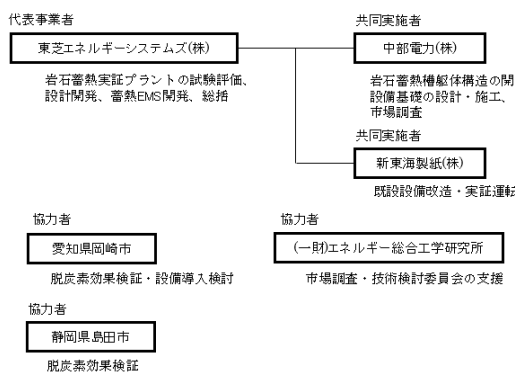 代表事業者
東芝エネルギーシステムズ(株)
岩石蓄熱実証プラントの試験評価、
設計開発、蓄熱EMS開発、総括
共同実施者
中部電力(株)
岩石蓄熱槽躯体構造の開
設備基礎の設計・施工、
市場調査
共同実施者
新東海製紙(株)
既設設備改造・実証運転
協力者
愛知県岡崎市
脱炭素効果検証・設備導入検討
協力者
(一財)エネルギー総合工学研究所
市場調査・技術検討委員会の支援
協力者
静岡県島田市
脱炭素効果検証